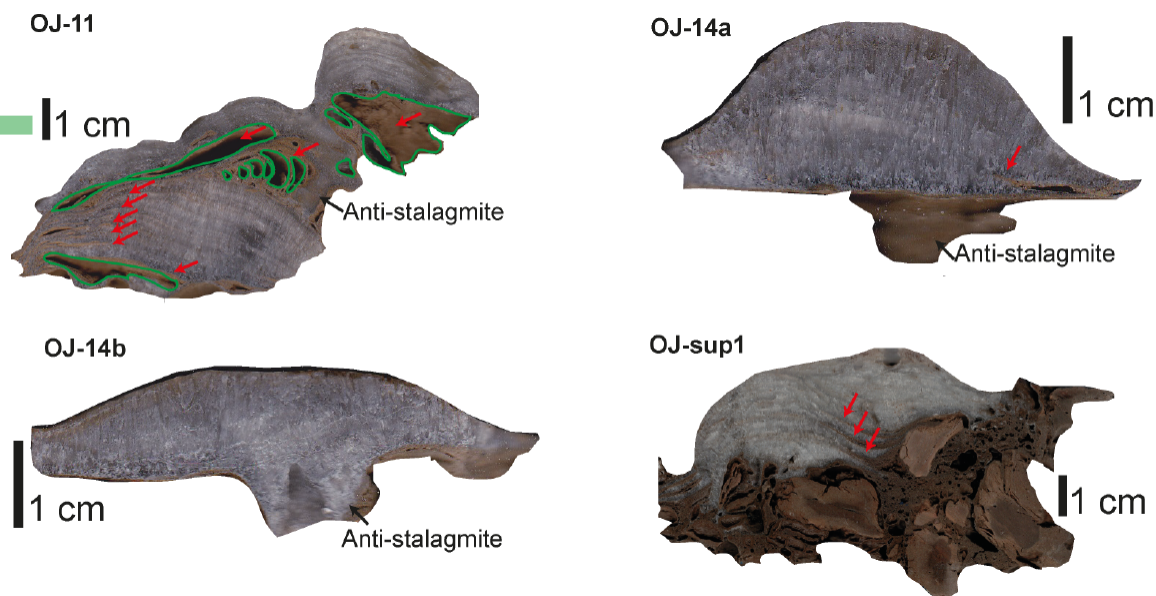 OJ-11
1 cm
Anti-stalagmite
OJ-14a
1 cm
Anti-stalagmite
OJ-14b
1 cm
Anti-stalagmite
OJ-sup1
1 cm